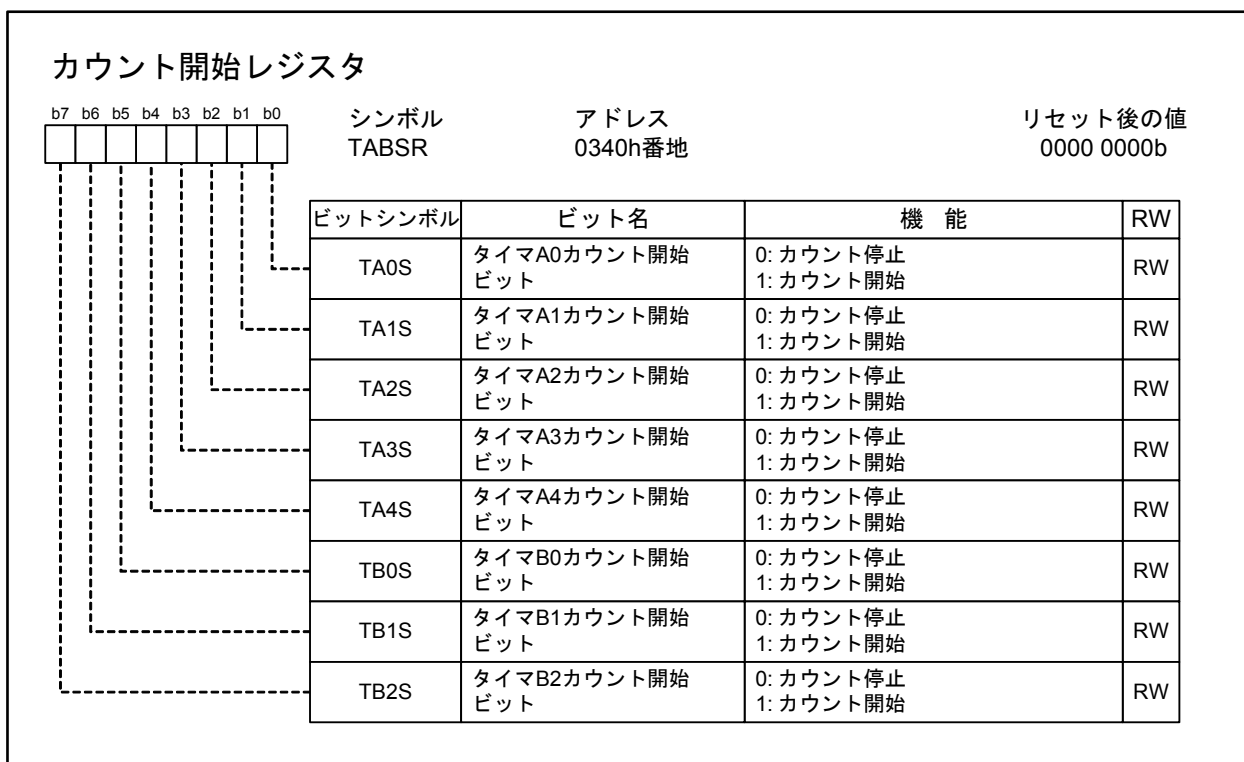 カウント開始レジスタ
b7 b6 b5 b4 b3 b2 b1 b0
シンボル アドレス リセット後の値
TABSR 0340h番地 0000 0000b
ビットシンボル ビット名 機 能 RW
TA0S タイマA0カウント開始 0: カウント停止 RW
ビット 1: カウント開始
TA1S タイマA1カウント開始 0: カウント停止 RW
ビット 1: カウント開始
TA2S タイマA2カウント開始 0: カウント停止 RW
ビット 1: カウント開始
TA3S タイマA3カウント開始 0: カウント停止 RW
ビット 1: カウント開始
TA4S タイマA4カウント開始 0: カウント停止 RW
ビット 1: カウント開始
TB0S タイマB0カウント開始 0: カウント停止 RW
ビット 1: カウント開始
TB1S タイマB1カウント開始 0: カウント停止 RW
ビット 1: カウント開始
TB2S タイマB2カウント開始 0: カウント停止 RW
ビット 1: カウント開始